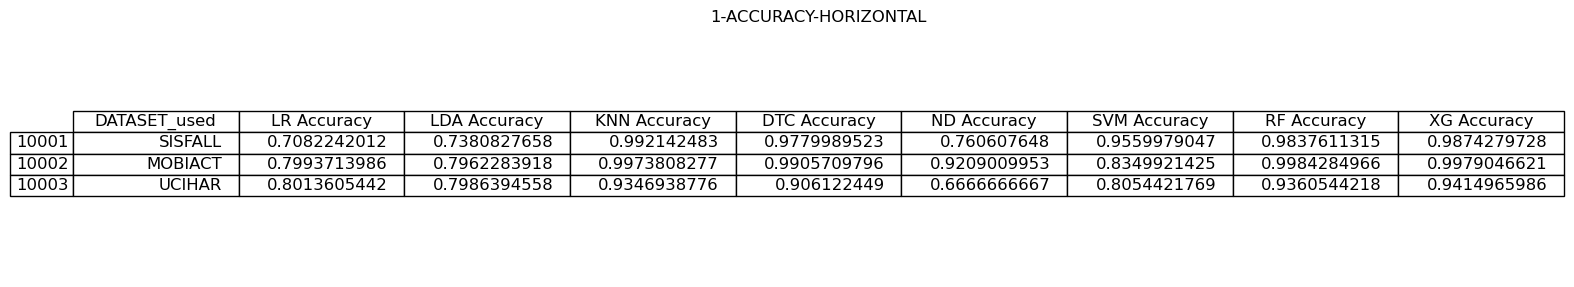 1-ACCURACY-HORIZONTAL
DATASET_used LR Accuracy LDA Accuracy KNN Accuracy DTC Accuracy ND Accuracy SVM Accuracy RF Accuracy XG Accuracy
10001 SISFALL 0.7082242012 0.7380827658 0.992142483 0.9779989523 0.760607648 0.9559979047 0.9837611315 0.9874279728
10002 MOBIACT 0.7993713986 0.7962283918 0.9973808277 0.9905709796 0.9209009953 0.8349921425 0.9984284966 0.9979046621
10003 UCIHAR 0.8013605442 0.7986394558 0.9346938776 0.906122449 0.6666666667 0.8054421769 0.9360544218 0.9414965986